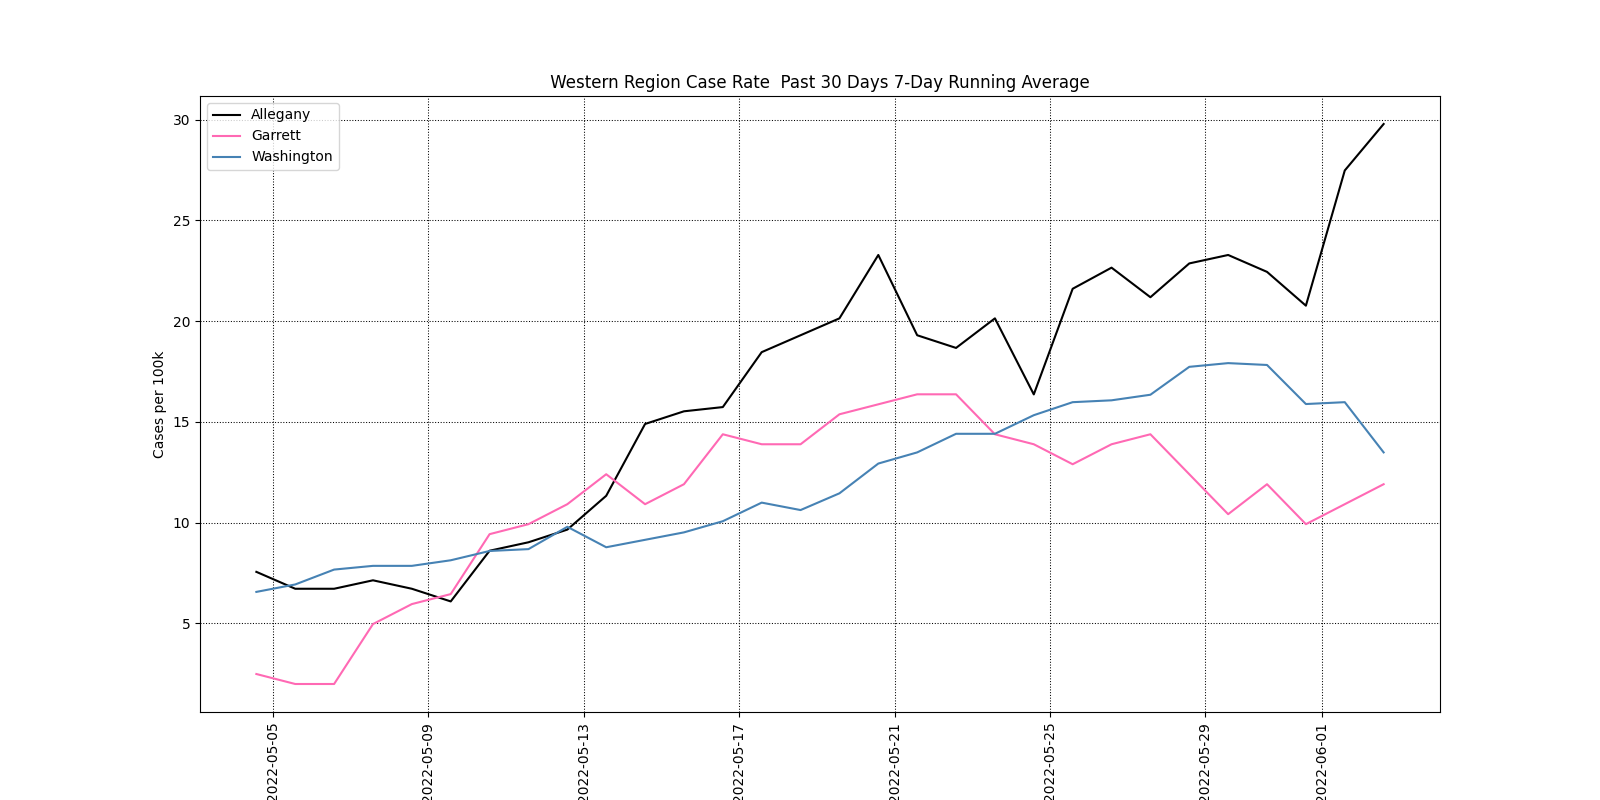 Western Region Case Rate  Past 30 Days 7-Day Running Average
Allegany
Garrett
Washington
Cases per 100k
30
25
20
15
10
5
2022-05-05
2022-05-09
2022-05-13
2022-05-17
2022-05-21
2022-05-25
2022-05-29
2022-06-01